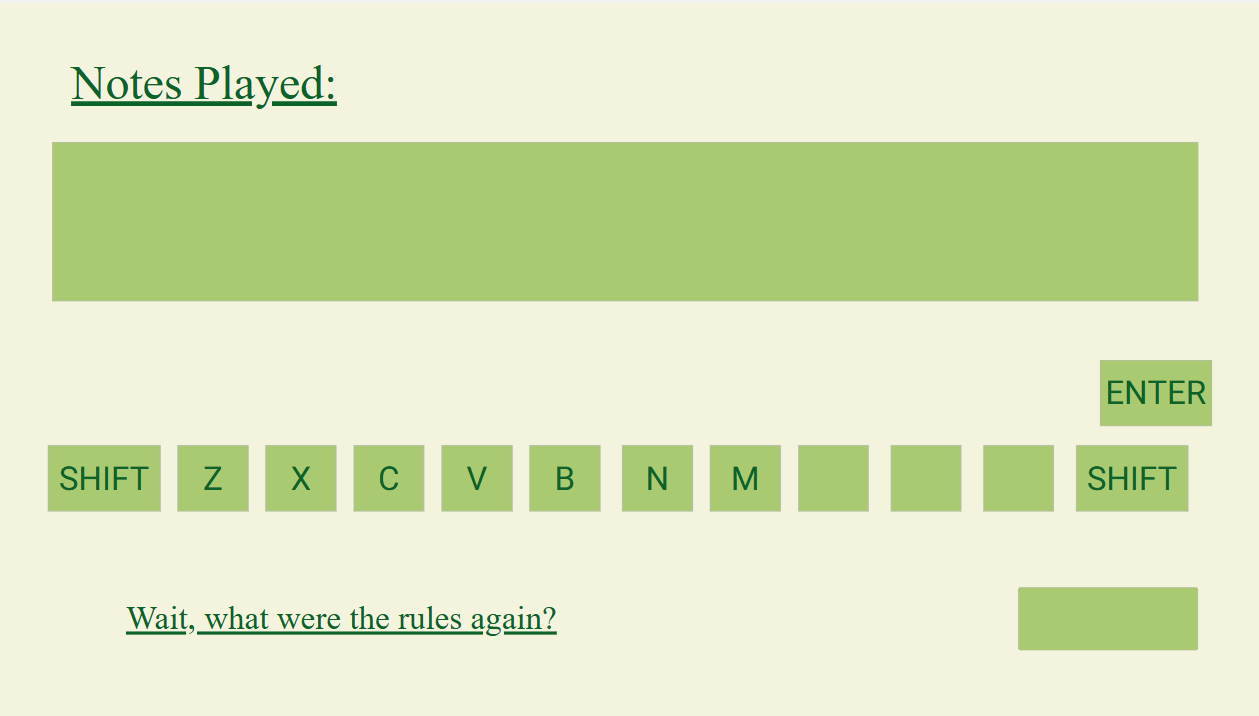 Notes Played:
ENTER
SHIFT Z X C V B N M SHIFT
Wait, what were the rules again?